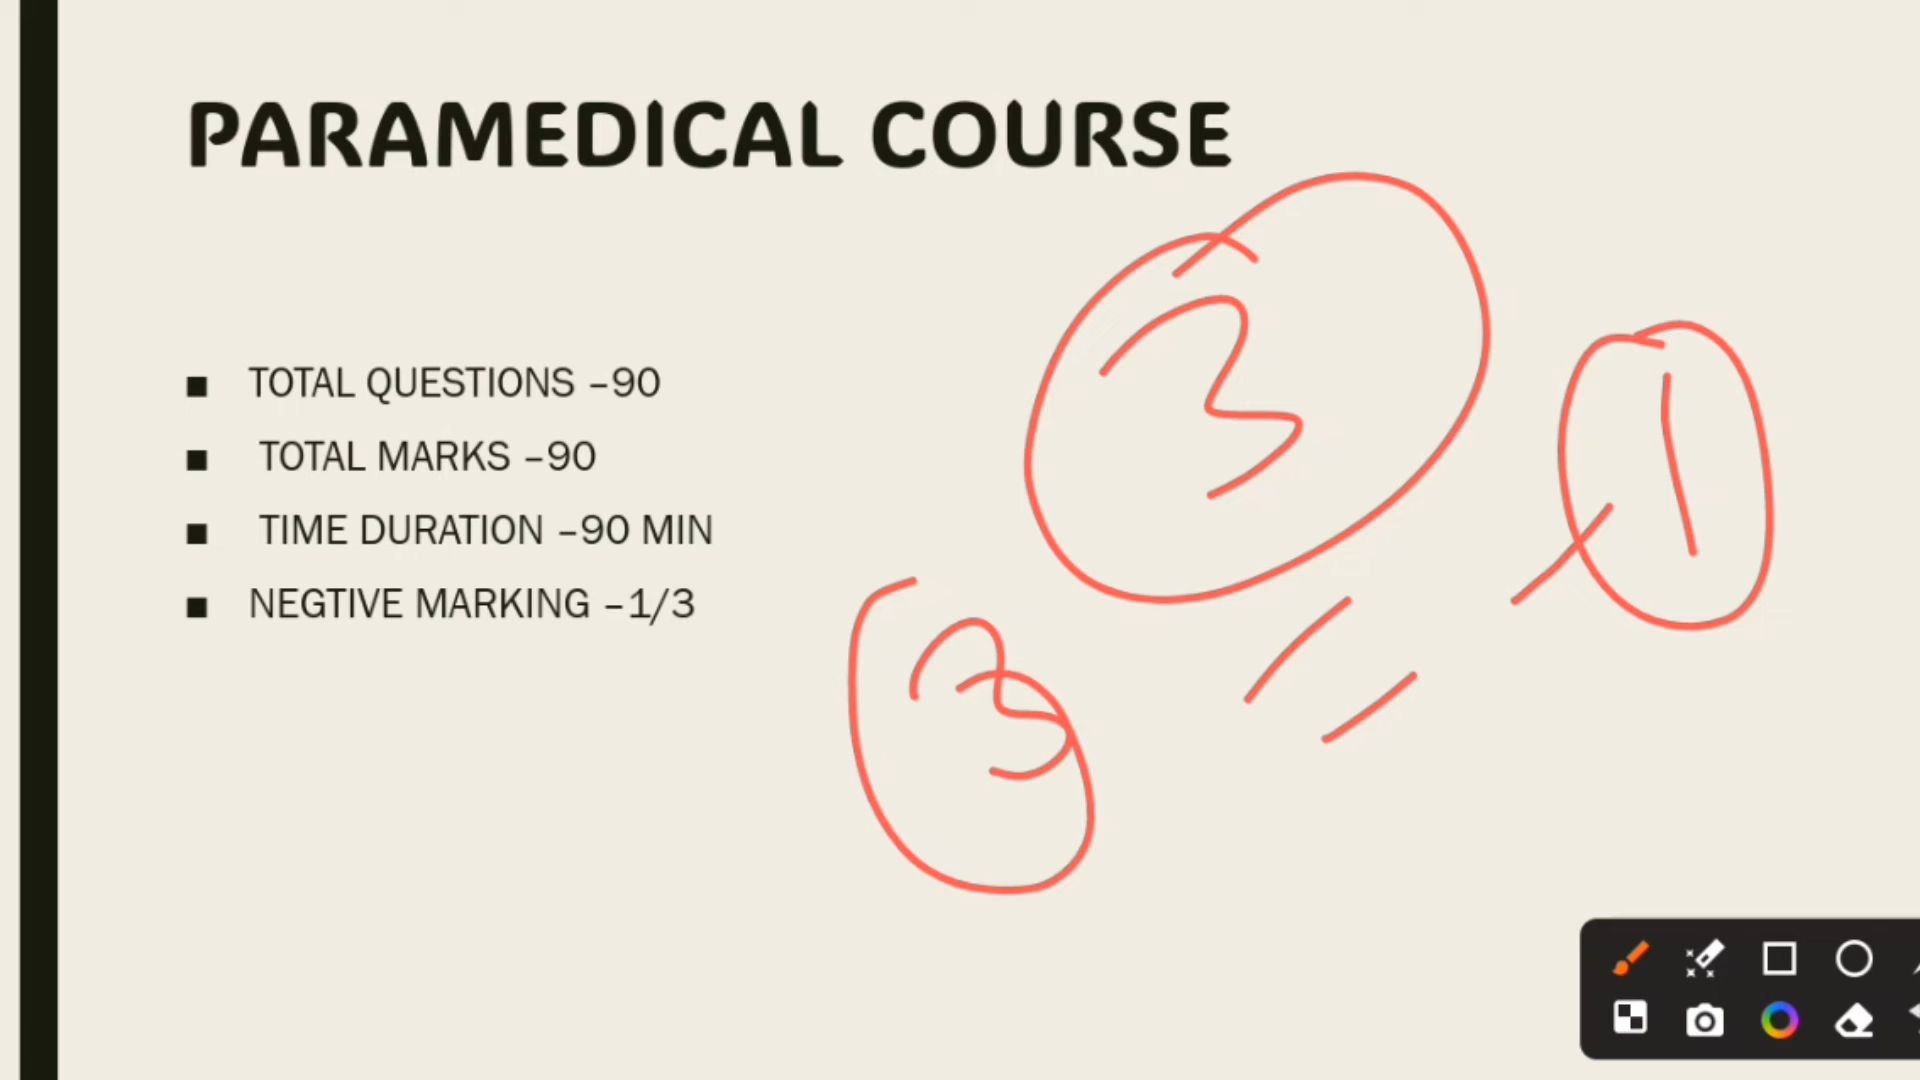 PARAMEDICAL COURSE
TOTAL QUESTIONS –90
TOTAL MARKS –90
TIME DURATION –90 MIN
NEGTIVE MARKING –1/3
3
1
3